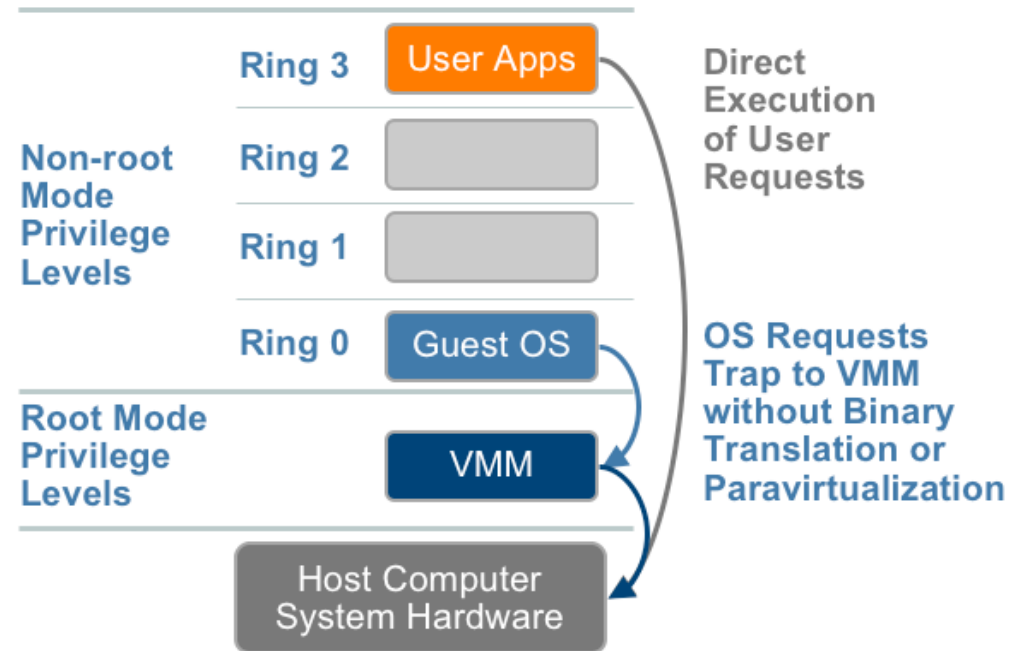 Ring 3
User Apps
Direct
Execution
of User
Requests
Non-root
Mode
Privilege
Levels
Ring 2
Ring 1
Ring 0
Guest OS
OS Requests
Trap to VMM
without Binary
Translation or
Paravirtualization
Root Mode
Privilege
Levels
VMM
Host Computer
System Hardware